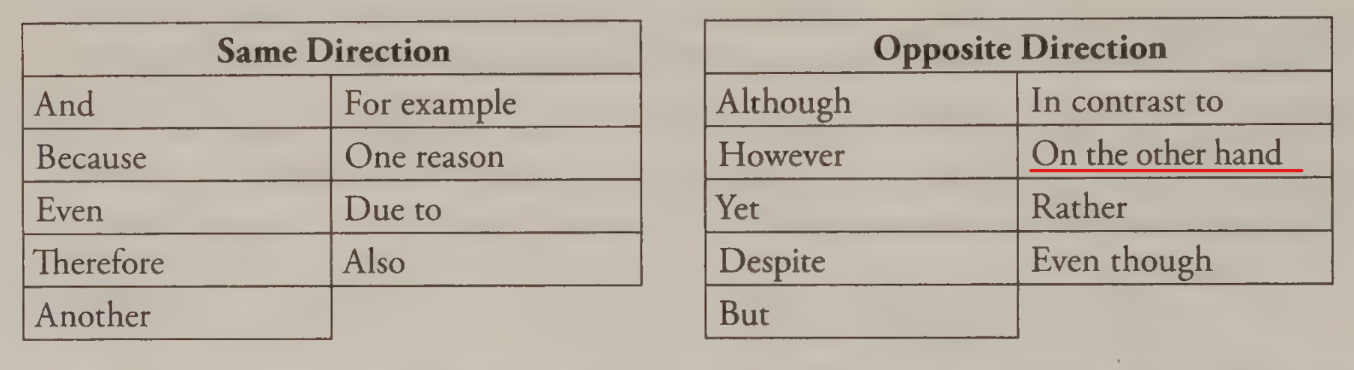 Same Direction
And For example
Because One reason
Even Due to
Therefore Also
Another
Opposite Direction
Although In contrast to
However On the other hand
Yet Rather
Despite Even though
But